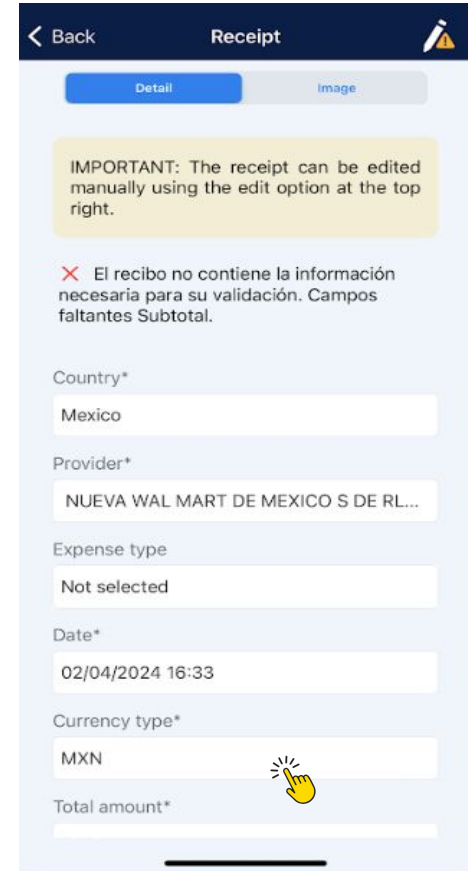 Back
Receipt
Detail
Image
IMPORTANT: The receipt can be edited
manually using the edit option at the top
right.
El recibo no contiene la información
necesaria para su validación. Campos
faltantes Subtotal.
Country*
Mexico
Provider*
NUEVA WAL MART DE MEXICO S DE RL...
Expense type
Not selected
Date*
02/04/2024 16:33
Currency type*
MXN
Total amount*